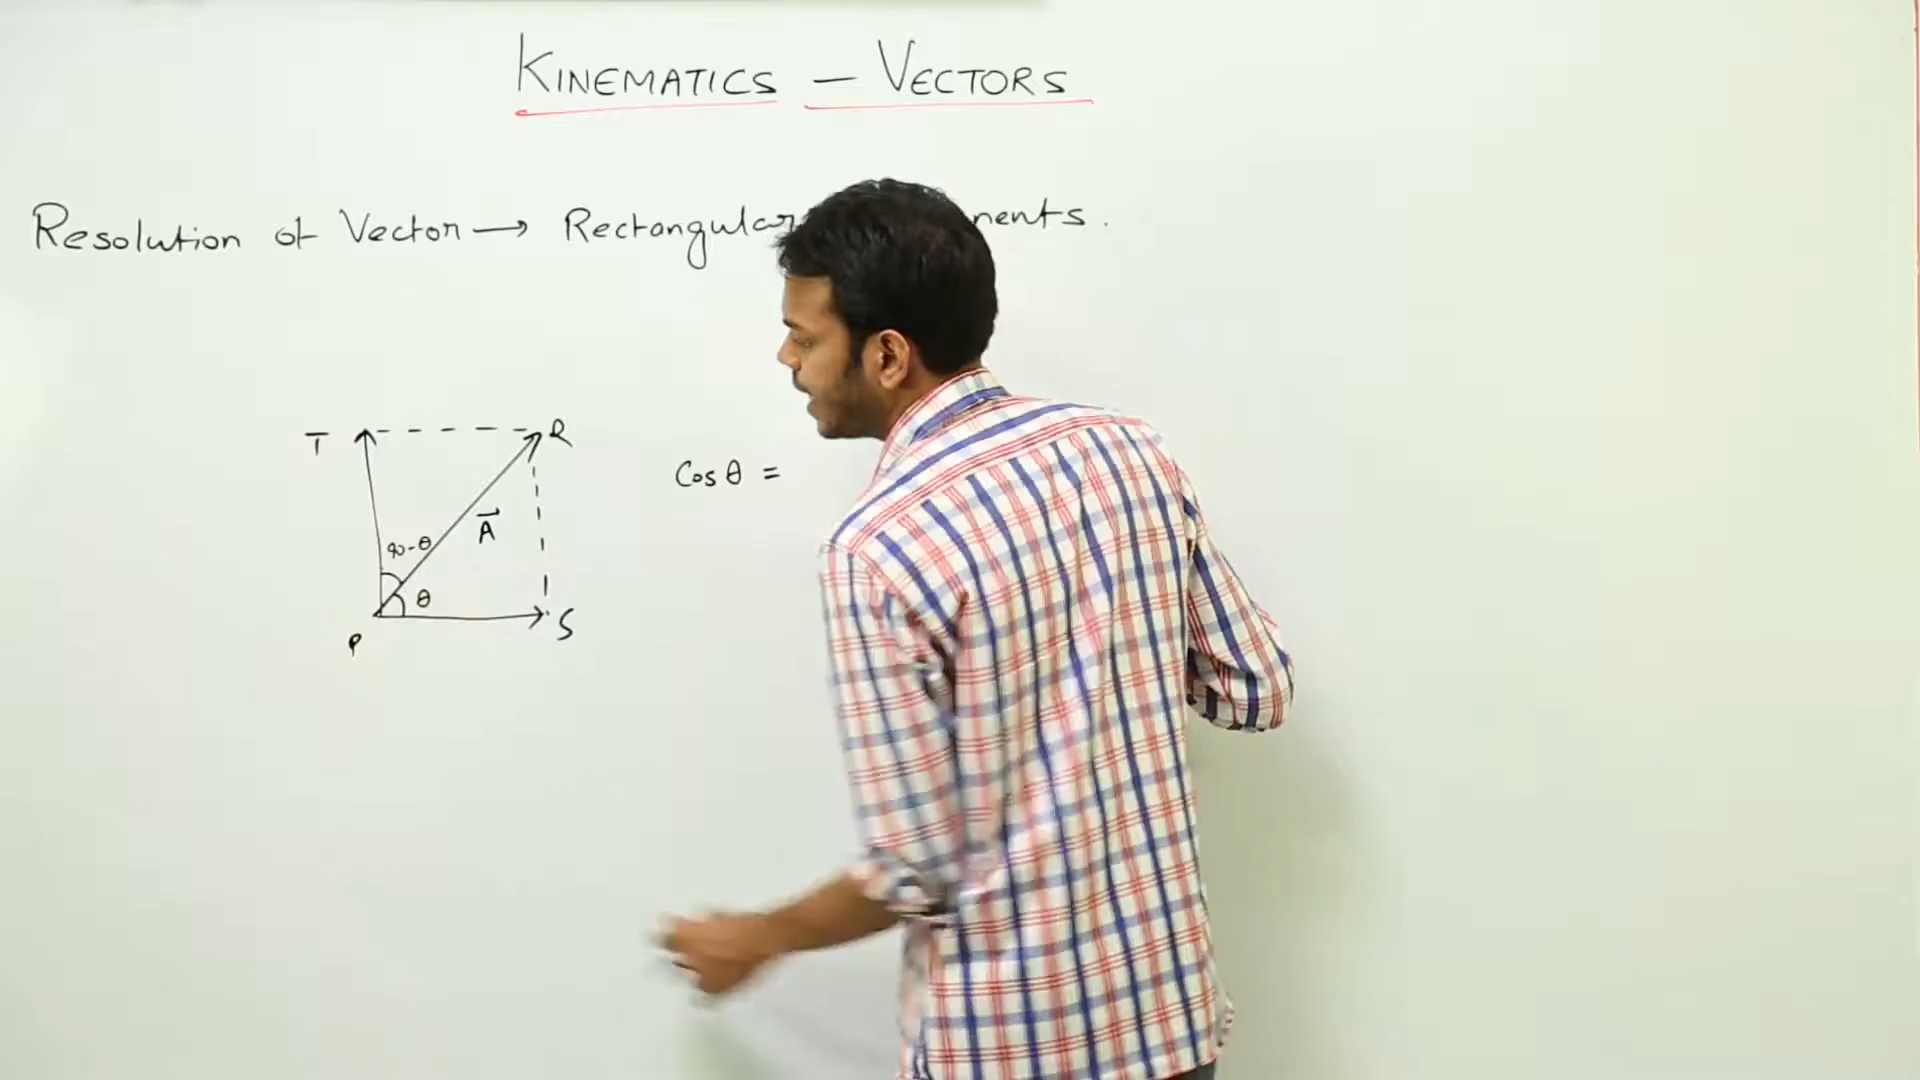 KINEMATICS – VECTORS
Resolution of Vector → Rectangular nents.
T
R
A⃗
Cos θ =
90-θ
θ
P
S